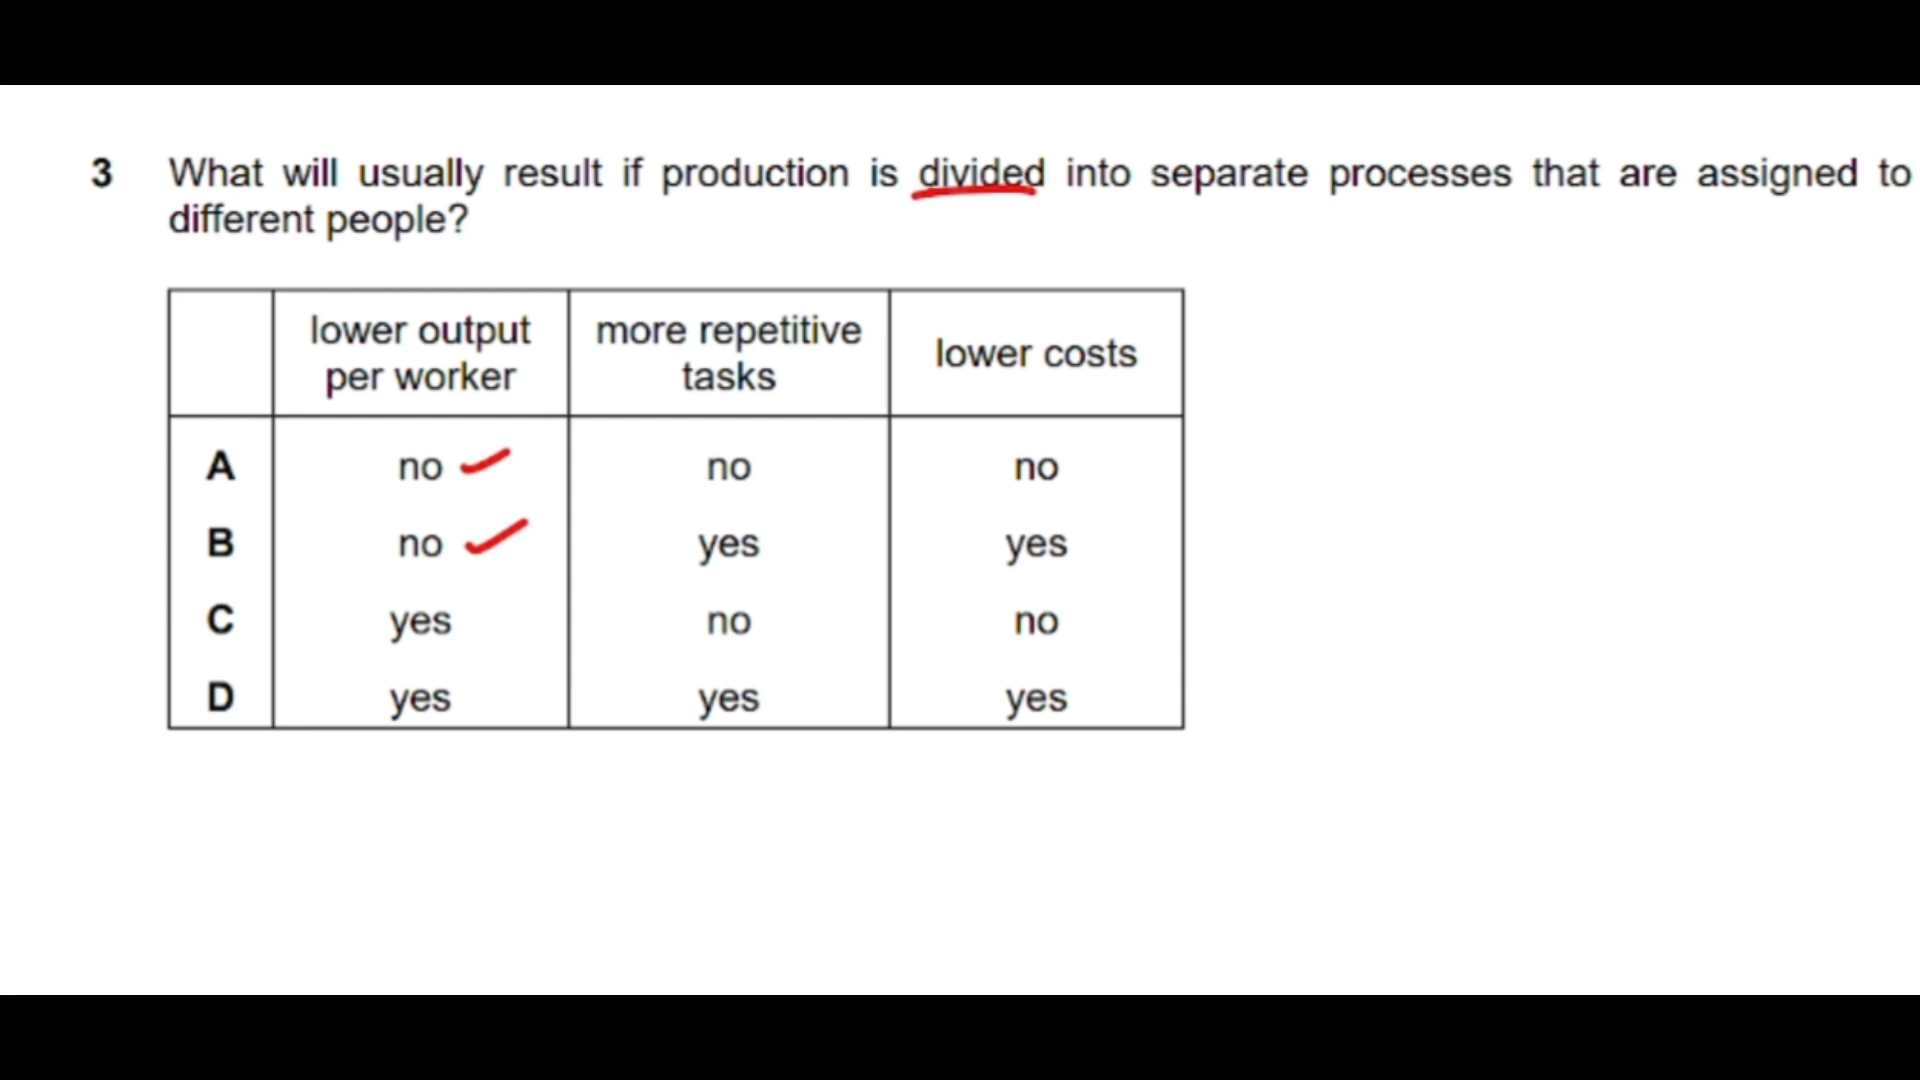 3 What will usually result if production is divided into separate processes that are assigned to
different people?
lower output per worker more repetitive tasks lower costs
A no no no
B no yes yes
C yes no no
D yes yes yes